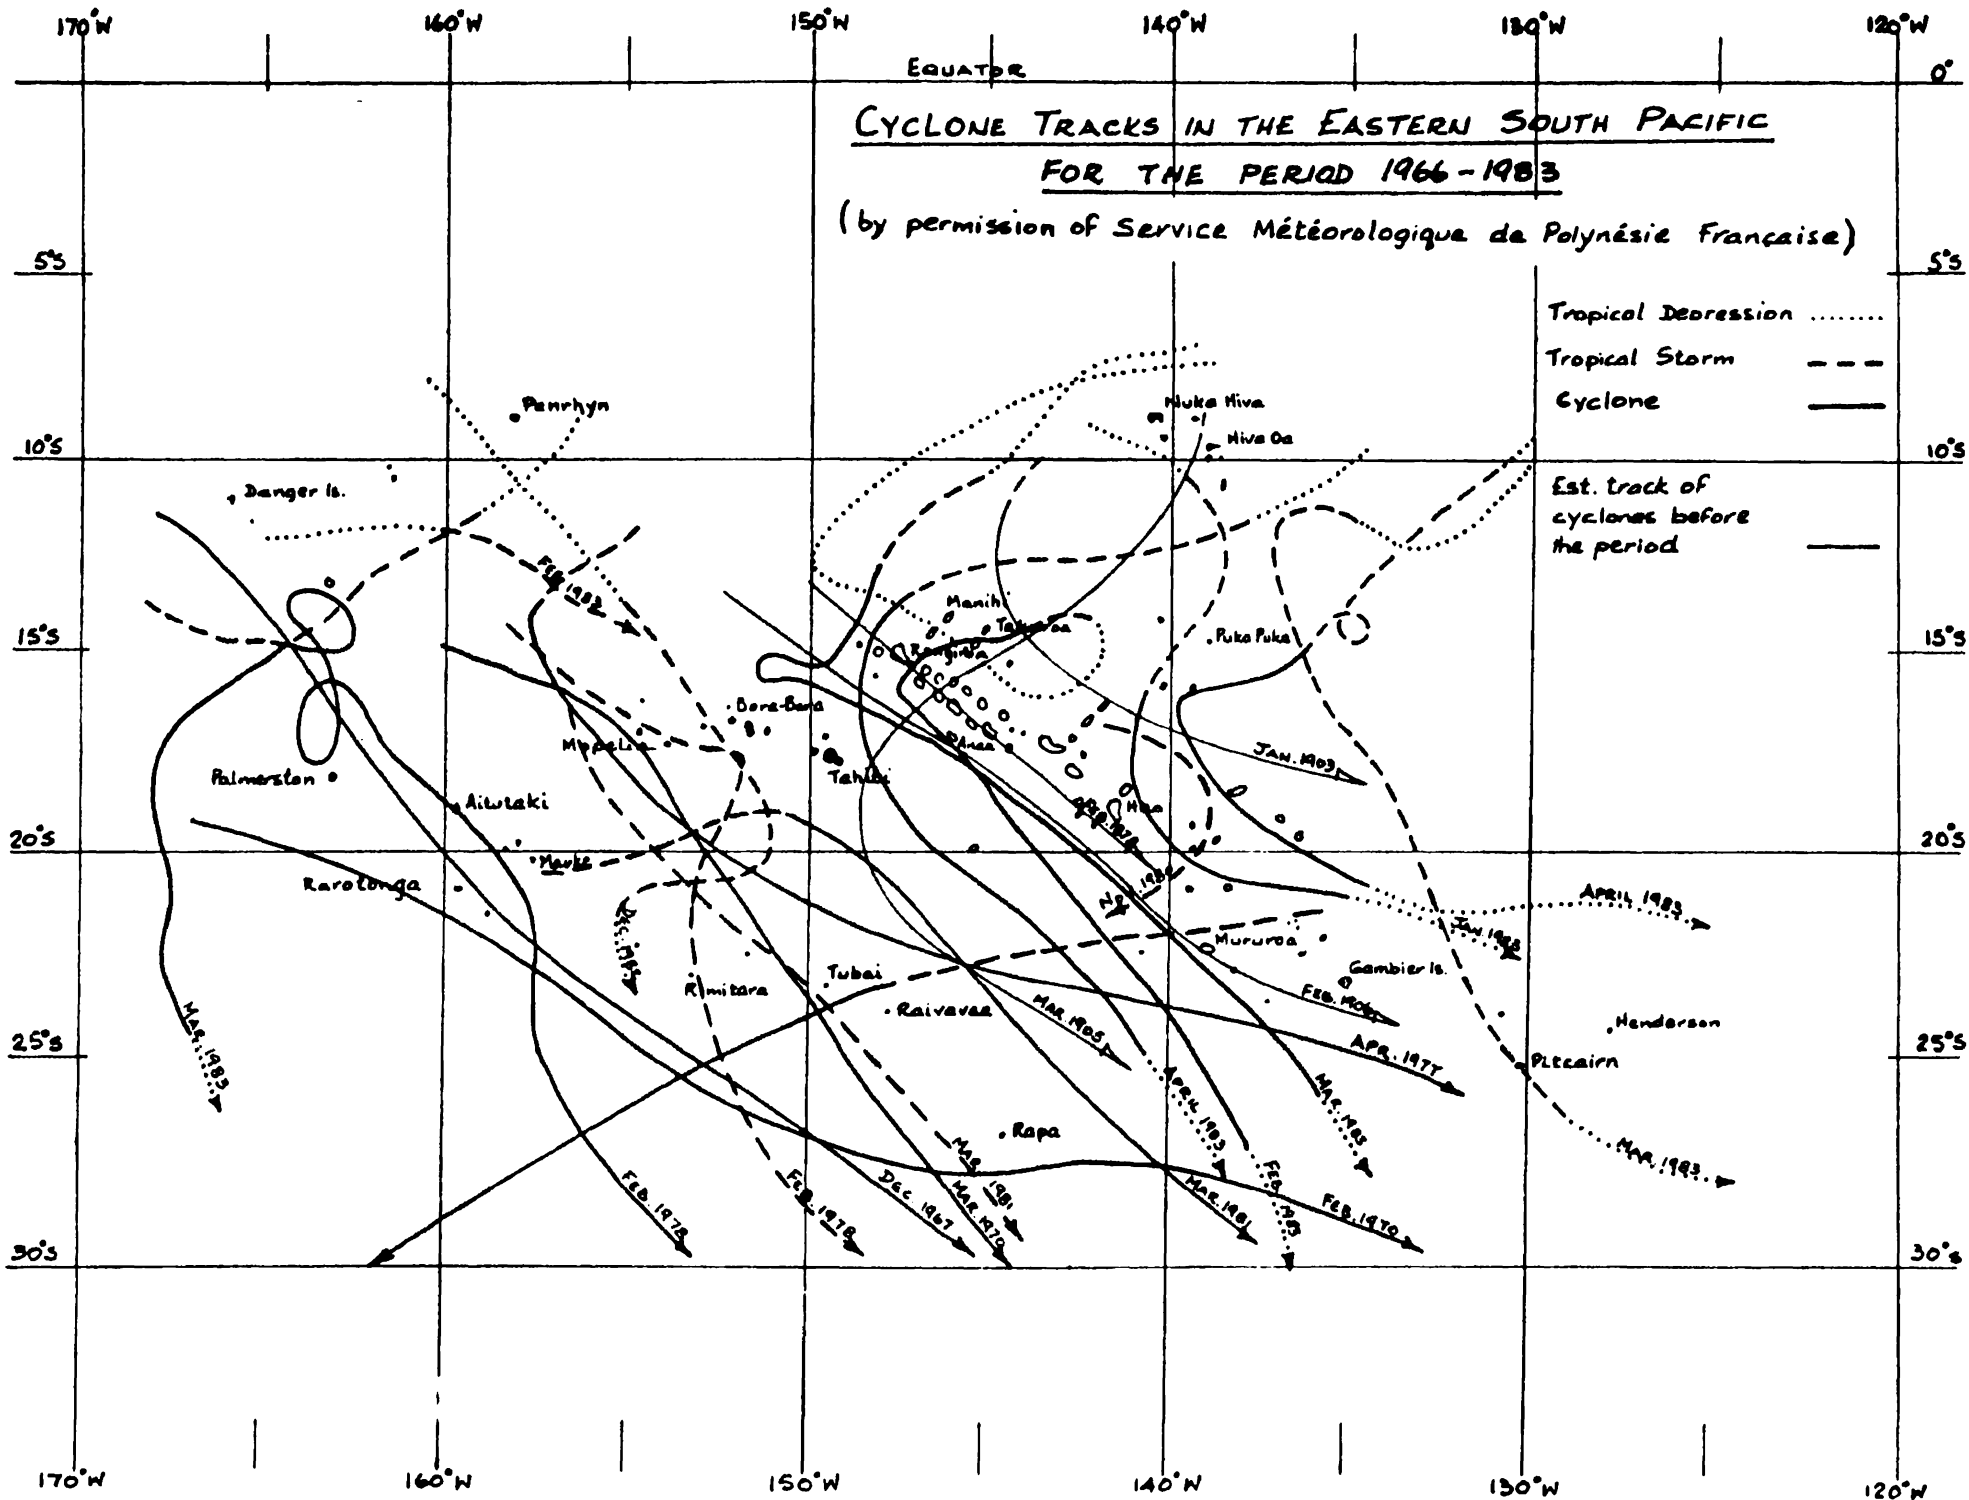 170°W 160°W 150°W 140°W 130°W 120°W
EQUATOR 0°
CYCLONE TRACKS IN THE EASTERN SOUTH PACIFIC
FOR THE PERIOD 1966-1983
(by permission of Service Météorologique de Polynésie Française)
5°S 5°S
Tropical Depression
Tropical Storm
Cyclone
Penrhyn
Nuka Hiva
Hiva Oa
10°S 10°S
Danger Is.
Est. track of
cyclones before
the period
FEB. 1982
Manihi
Takaroa
15°S 15°S
Puka Puka
Rangiroa
Bora-Bora
Mopelia
Anaa
JAN. 1903
Palmerston
Tahiti
Aitutaki
Hao
FEB. 1978
20°S 20°S
Mauke
Rarotonga
APRIL 1983
DEC. 1983
JAN. 1983
Mururoa
Tubai
Gambier Is.
Rimitara
FEB. 1906
MAR. 1983
Raivavae
MAR. 1905
Henderson
25°S 25°S
APR. 1977
Pitcairn
APRIL 1983
MAR. 1983
Rapa
MAR. 1983
FEB. 1978
FEB. 1978
DEC. 1967
MAR. 1970
MAR 1981
MAR. 1981
FEB 1983
FEB. 1970
30°S 30°S
170°W 160°W 150°W 140°W 130°W 120°W